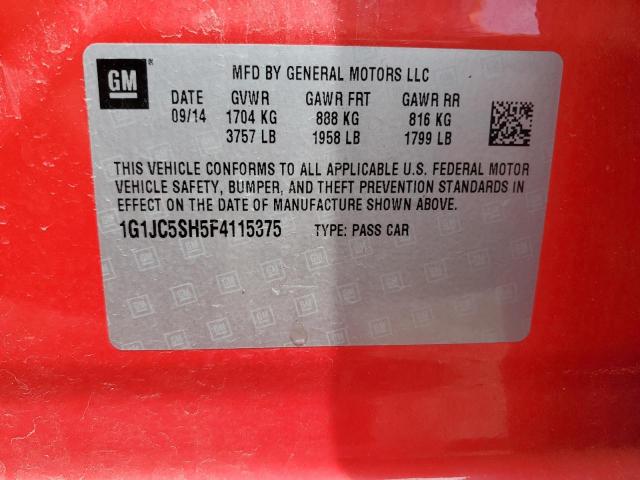 GM ®
MFD BY GENERAL MOTORS LLC
DATE GVWR GAWR FRT GAWR RR
09/14 1704 KG 888 KG 816 KG
3757 LB 1958 LB 1799 LB
THIS VEHICLE CONFORMS TO ALL APPLICABLE U.S. FEDERAL MOTOR
VEHICLE SAFETY, BUMPER, AND THEFT PREVENTION STANDARDS IN
EFFECT ON THE DATE OF MANUFACTURE SHOWN ABOVE.
1G1JC5SH5F4115375 TYPE: PASS CAR